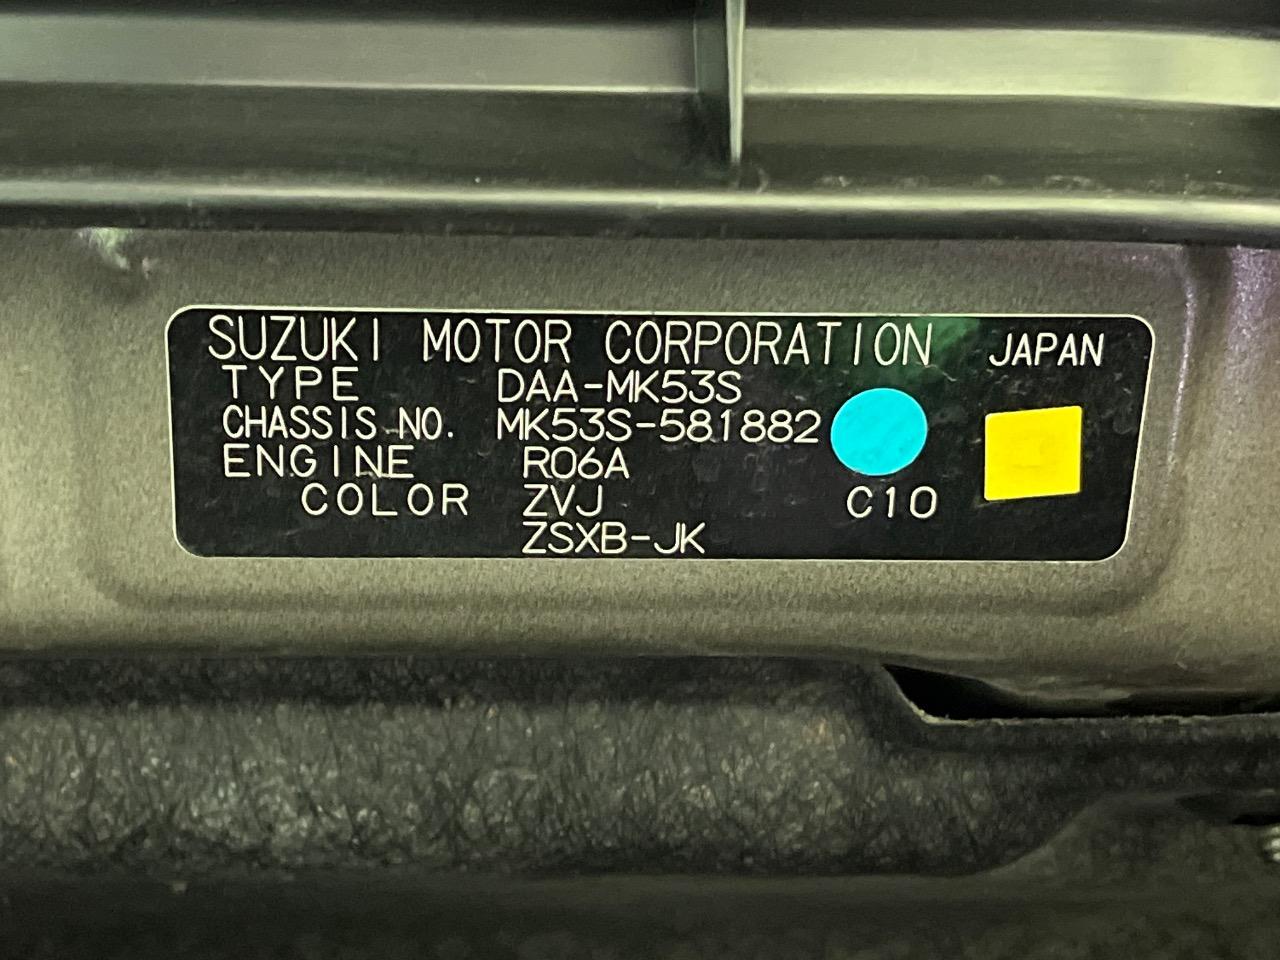 SUZUKI MOTOR CORPORATION JAPAN
TYPE DAA-MK53S
CHASSIS NO. MK53S-581882
ENGINE R06A
COLOR ZVJ C10
ZSXB-JK